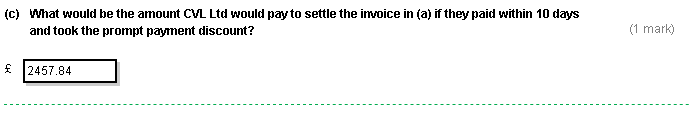 (c) What would be the amount CVL Ltd would pay to settle the invoice in (a) if they paid within 10 days
and took the prompt payment discount? (1 mark)
£ 2457.84